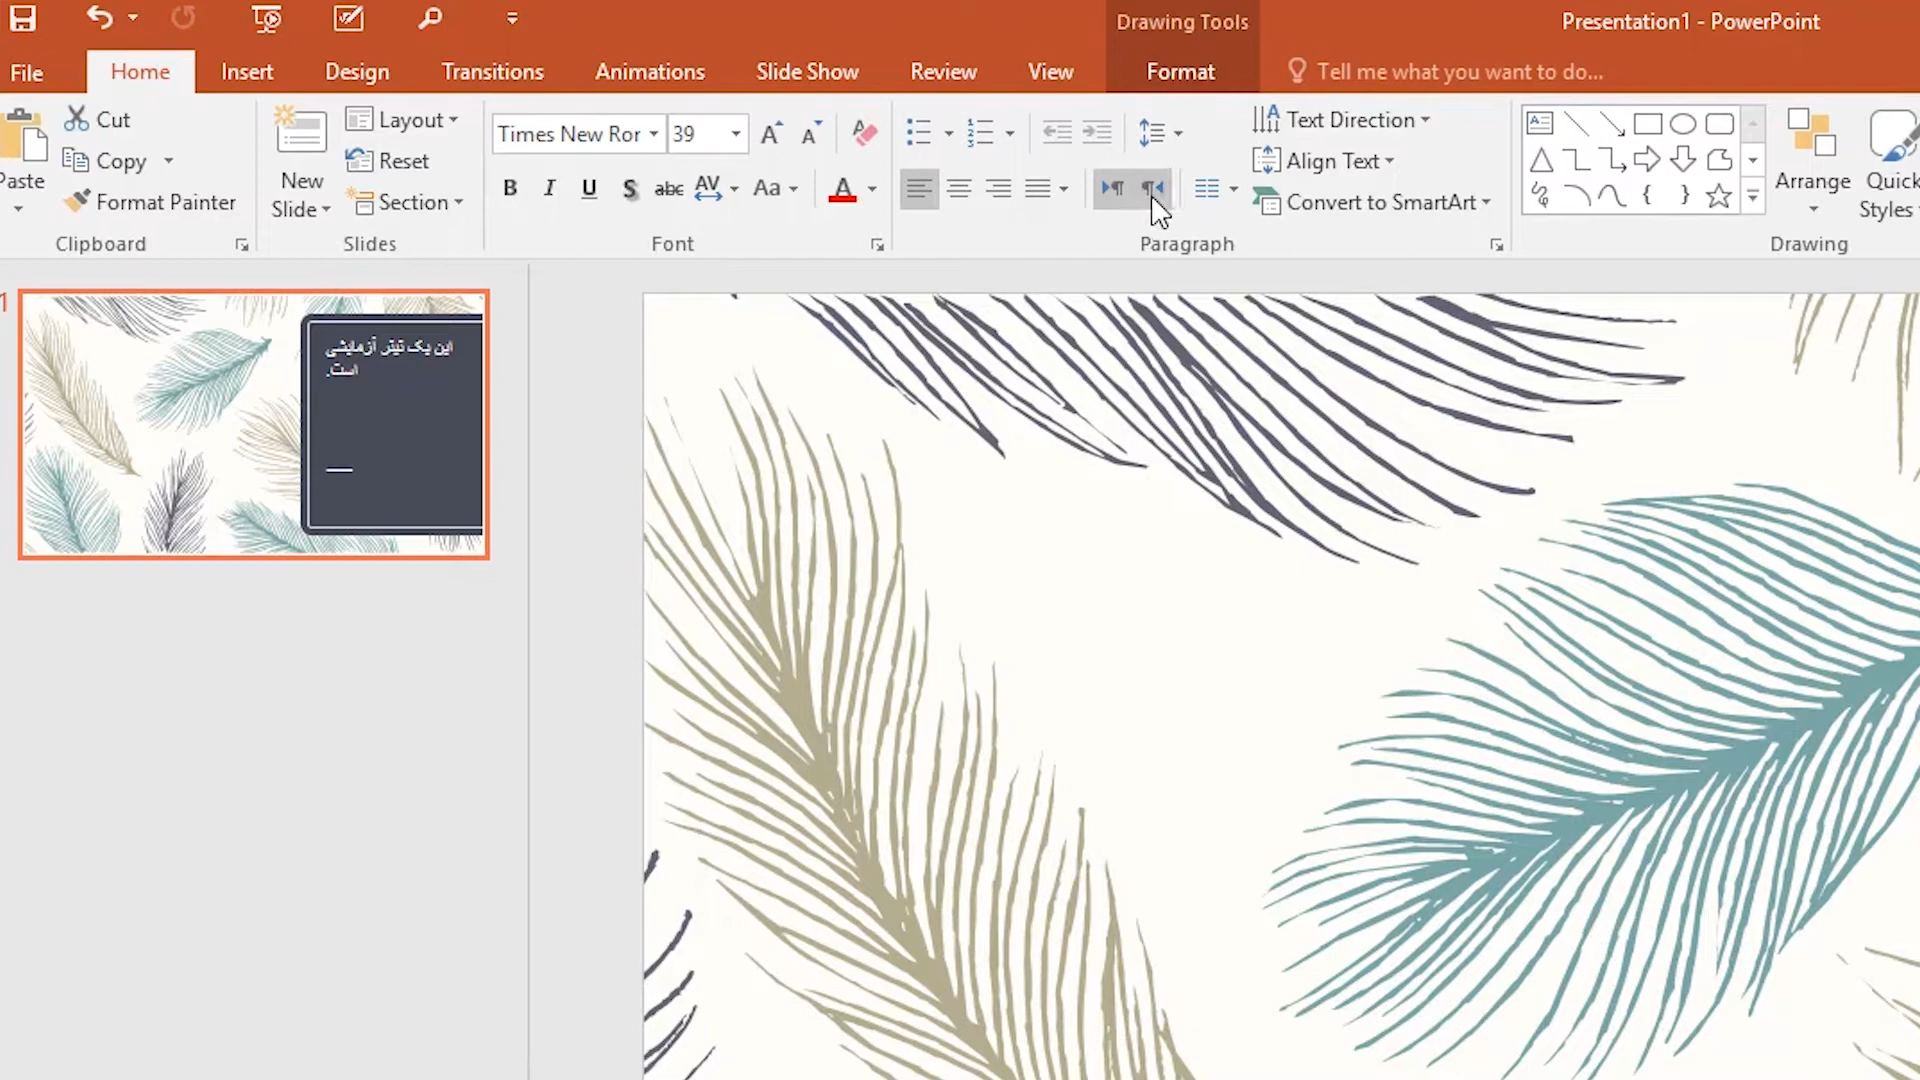 Drawing Tools
Presentation1 - PowerPoint
File
Home
Insert
Design
Transitions
Animations
Slide Show
Review
View
Format
Tell me what you want to do...
Paste
Cut
Copy
Format Painter
Clipboard
New
Slide
Layout
Reset
Section
Slides
Times New Ror
39
B I U S abc AV Aa A
Font
Text Direction
Align Text
Convert to SmartArt
Paragraph
Arrange
Quick
Styles
Drawing
1
این یک تیتر آزمایشی
است.